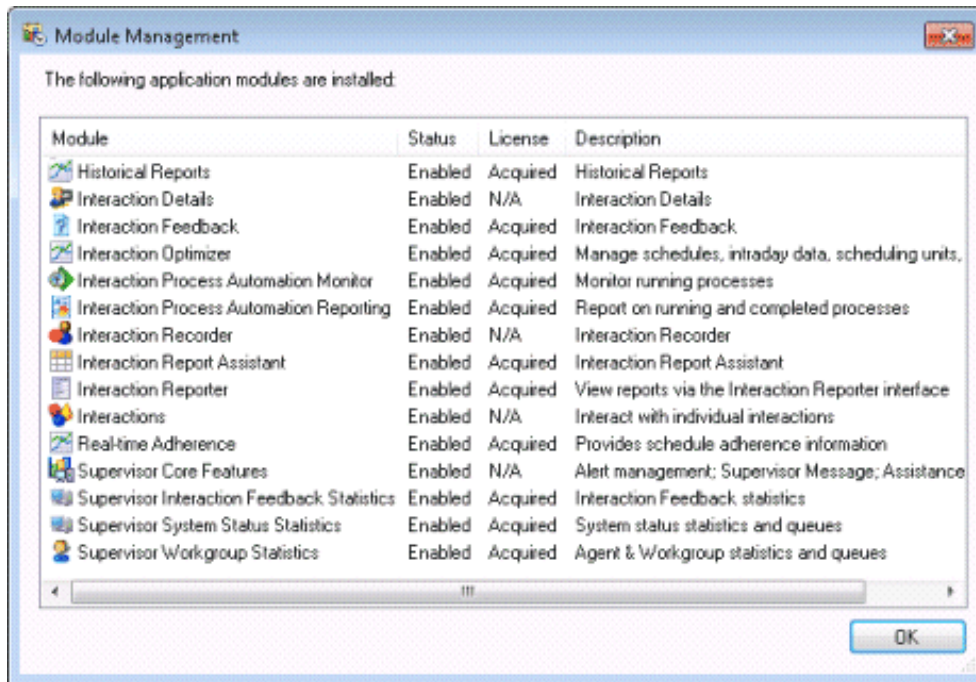 Module Management
The following application modules are installed:
Module Status License Description
Historical Reports Enabled Acquired Historical Reports
Interaction Details Enabled N/A Interaction Details
Interaction Feedback Enabled Acquired Interaction Feedback
Interaction Optimizer Enabled Acquired Manage schedules, intraday data, scheduling units,
Interaction Process Automation Monitor Enabled Acquired Monitor running processes
Interaction Process Automation Reporting Enabled Acquired Report on running and completed processes
Interaction Recorder Enabled N/A Interaction Recorder
Interaction Report Assistant Enabled Acquired Interaction Report Assistant
Interaction Reporter Enabled Acquired View reports via the Interaction Reporter interface
Interactions Enabled N/A Interact with individual interactions
Real-time Adherence Enabled Acquired Provides schedule adherence information
Supervisor Core Features Enabled N/A Alert management; Supervisor Message; Assistance
Supervisor Interaction Feedback Statistics Enabled Acquired Interaction Feedback statistics
Supervisor System Status Statistics Enabled Acquired System status statistics and queues
Supervisor Workgroup Statistics Enabled Acquired Agent & Workgroup statistics and queues
OK